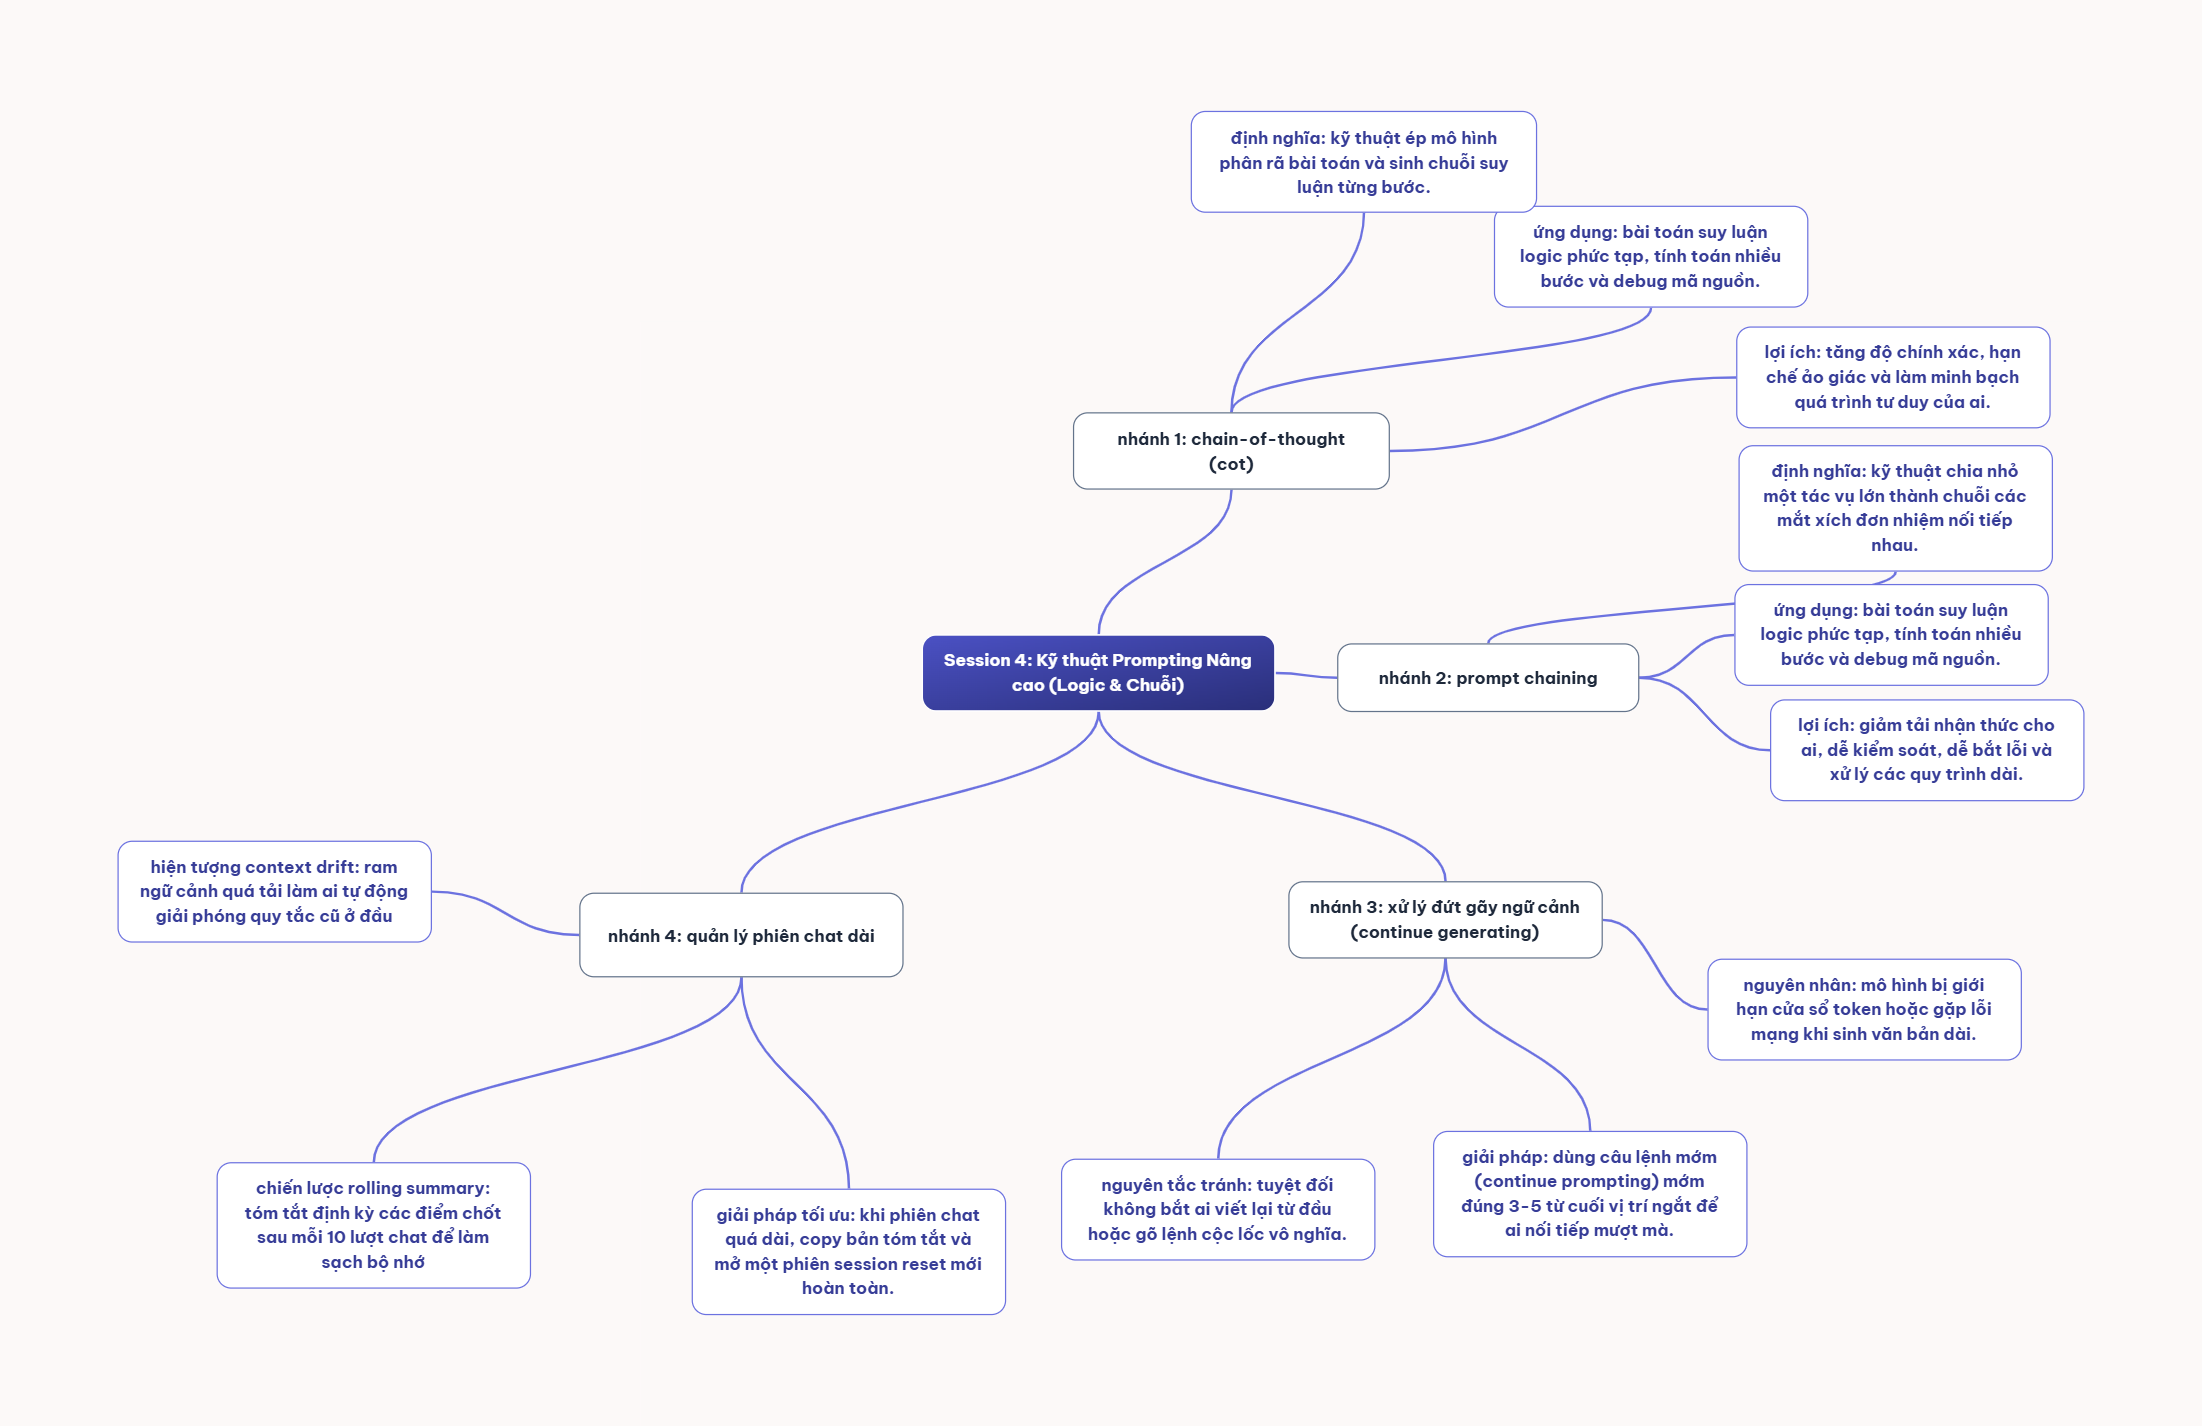 định nghĩa: kỹ thuật ép mô hình
phân rã bài toán và sinh chuỗi suy
luận từng bước.
ứng dụng: bài toán suy luận
logic phức tạp, tính toán nhiều
bước và debug mã nguồn.
lợi ích: tăng độ chính xác, hạn
chế ảo giác và làm minh bạch
quá trình tư duy của ai.
nhánh 1: chain-of-thought
(cot)
định nghĩa: kỹ thuật chia nhỏ
một tác vụ lớn thành chuỗi các
mắt xích đơn nhiệm nối tiếp
nhau.
ứng dụng: bài toán suy luận
logic phức tạp, tính toán nhiều
bước và debug mã nguồn.
Session 4: Kỹ thuật Prompting Nâng
cao (Logic & Chuỗi)
nhánh 2: prompt chaining
lợi ích: giảm tải nhận thức cho
ai, dễ kiểm soát, dễ bắt lỗi và
xử lý các quy trình dài.
hiện tượng context drift: ram
ngữ cảnh quá tải làm ai tự động
giải phóng quy tắc cũ ở đầu
nhánh 4: quản lý phiên chat dài
nhánh 3: xử lý đứt gãy ngữ cảnh
(continue generating)
nguyên nhân: mô hình bị giới
hạn cửa sổ token hoặc gặp lỗi
mạng khi sinh văn bản dài.
chiến lược rolling summary:
tóm tắt định kỳ các điểm chốt
sau mỗi 10 lượt chat để làm
sạch bộ nhớ
giải pháp tối ưu: khi phiên chat
quá dài, copy bản tóm tắt và
mở một phiên session reset mới
hoàn toàn.
nguyên tắc tránh: tuyệt đối
không bắt ai viết lại từ đầu
hoặc gõ lệnh cộc lốc vô nghĩa.
giải pháp: dùng câu lệnh mớm
(continue prompting) mớm
đúng 3-5 từ cuối vị trí ngắt để
ai nối tiếp mượt mà.